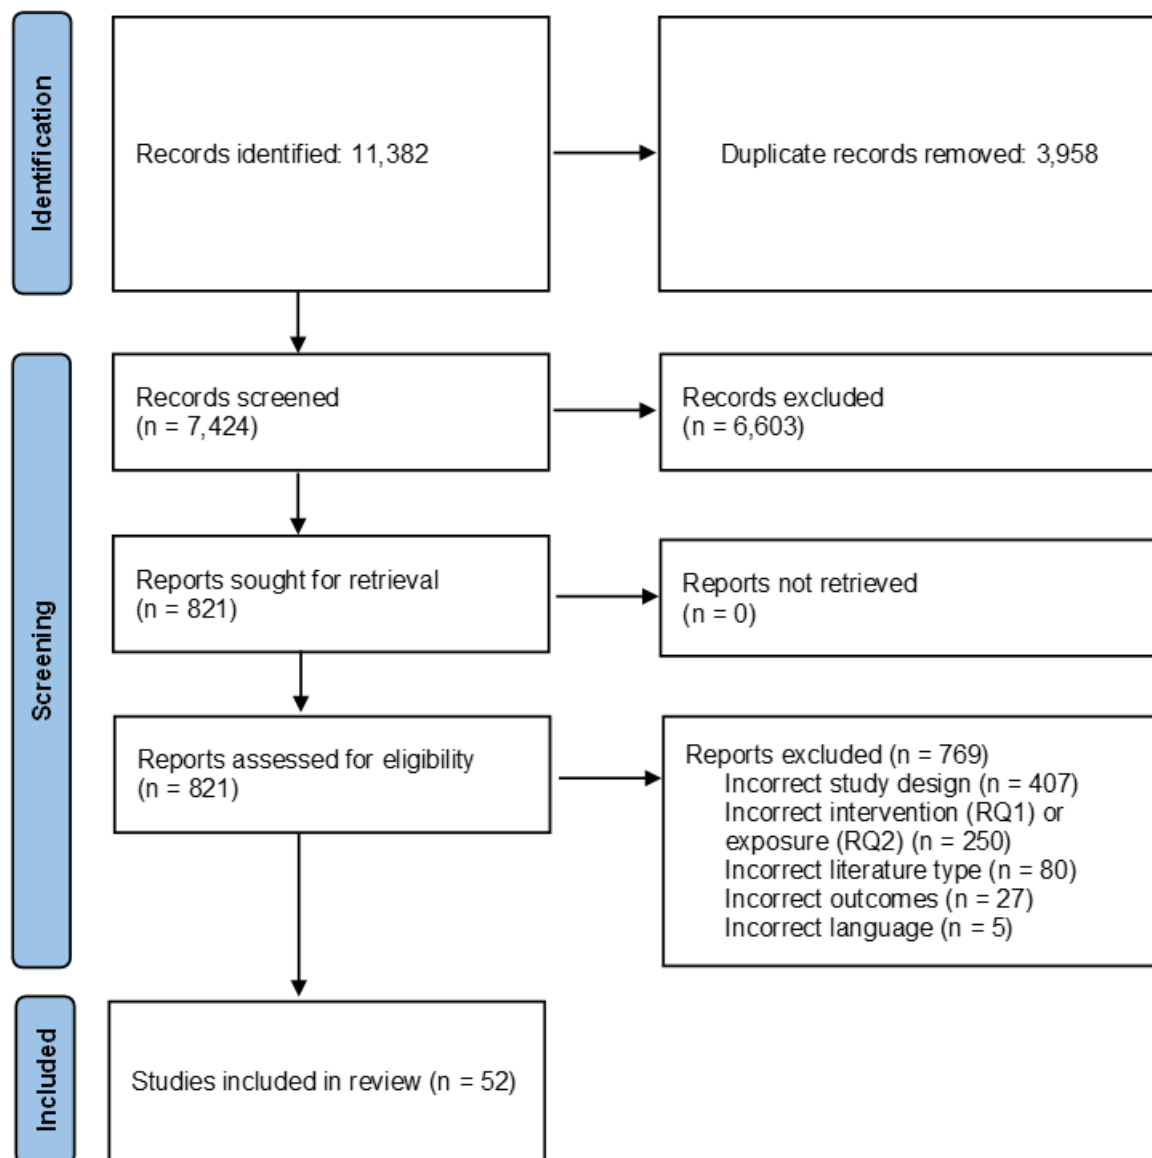 Identification
Records identified: 11,382
Duplicate records removed: 3,958
Screening
Records screened
(n = 7,424)
Records excluded
(n = 6,603)
Reports sought for retrieval
(n = 821)
Reports not retrieved
(n = 0)
Reports assessed for eligibility
(n = 821)
Reports excluded (n = 769)
Incorrect study design (n = 407)
Incorrect intervention (RQ1) or
exposure (RQ2) (n = 250)
Incorrect literature type (n = 80)
Incorrect outcomes (n = 27)
Incorrect language (n = 5)
Included
Studies included in review (n = 52)